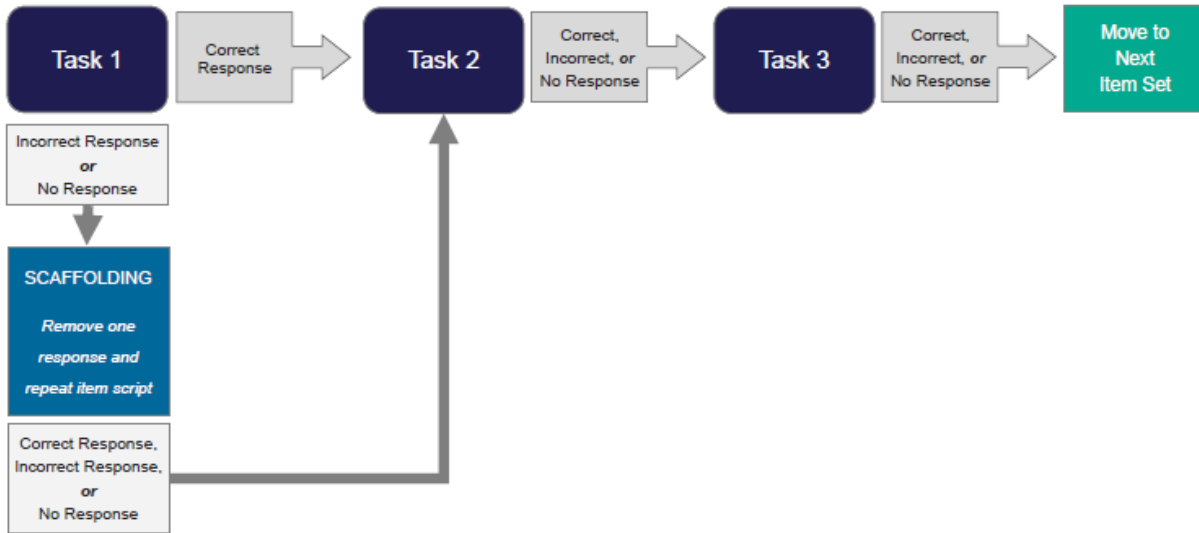 Task 1
Correct
Response
Task 2
Correct,
Incorrect, or
No Response
Task 3
Correct,
Incorrect, or
No Response
Move to
Next
Item Set
Incorrect Response
or
No Response
SCAFFOLDING
Remove one
response and
repeat item script
Correct Response,
Incorrect Response,
or
No Response